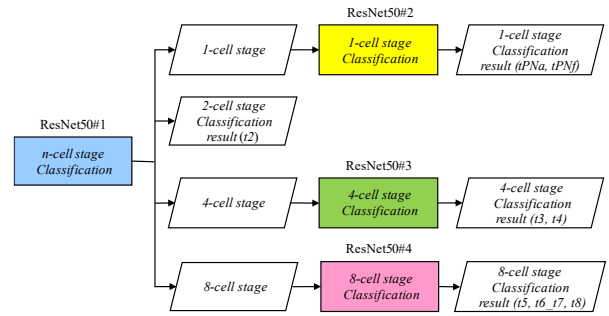 ResNet50#2
1-cell stage
1-cell stage
Classification
1-cell stage
Classification
result (tPNa, tPNf)
2-cell stage
Classification
result (t2)
ResNet50#1
n-cell stage
Classification
ResNet50#3
4-cell stage
4-cell stage
Classification
4-cell stage
Classification
result (t3, t4)
ResNet50#4
8-cell stage
8-cell stage
Classification
8-cell stage
Classification
result (t5, t6_t7, t8)